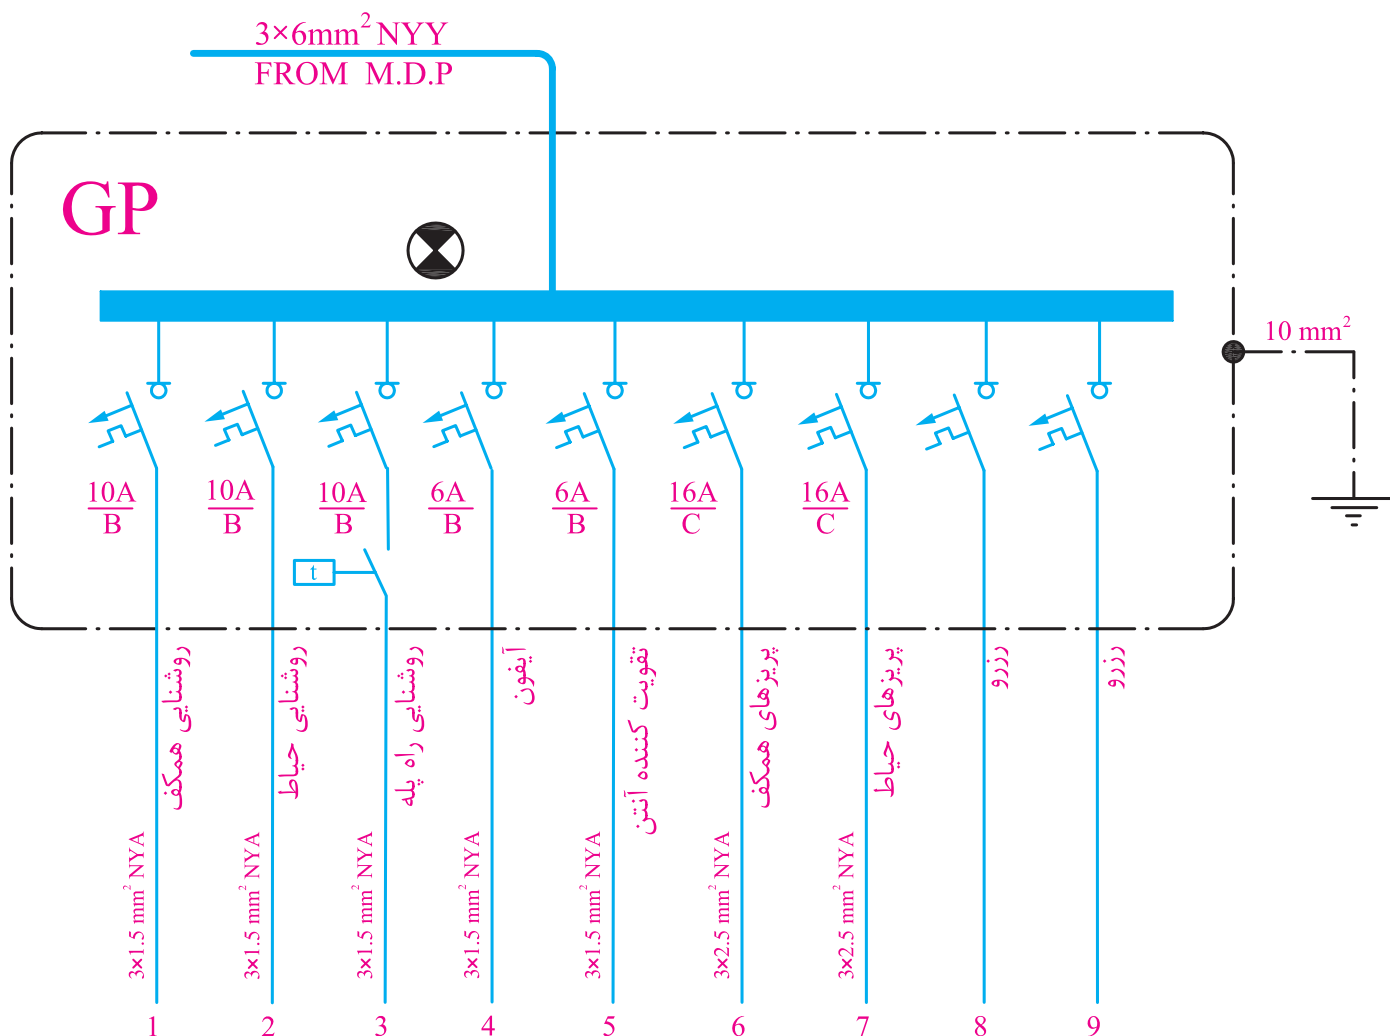 3×6mm² NYY
FROM M.D.P
GP
10 mm²
10A
B
10A
B
10A
B
6A
B
6A
B
16A
C
16A
C
t
روشنایی همکف
روشنایی حیاط
روشنایی راه پله
آیفون
تقویت کننده آنتن
پریزهای همکف
پریزهای حیاط
رزرو
رزرو
3×1.5 mm² NYA
3×1.5 mm² NYA
3×1.5 mm² NYA
3×1.5 mm² NYA
3×1.5 mm² NYA
3×2.5 mm² NYA
3×2.5 mm² NYA
1 2 3 4 5 6 7 8 9